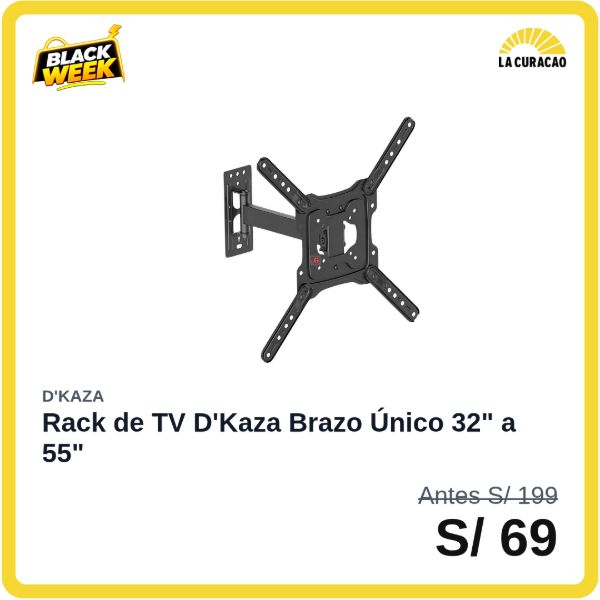 BLACK
WEEK
LA CURACAO
D'KAZA
Rack de TV D'Kaza Brazo Único 32" a
55"
Antes S/ 199
S/ 69